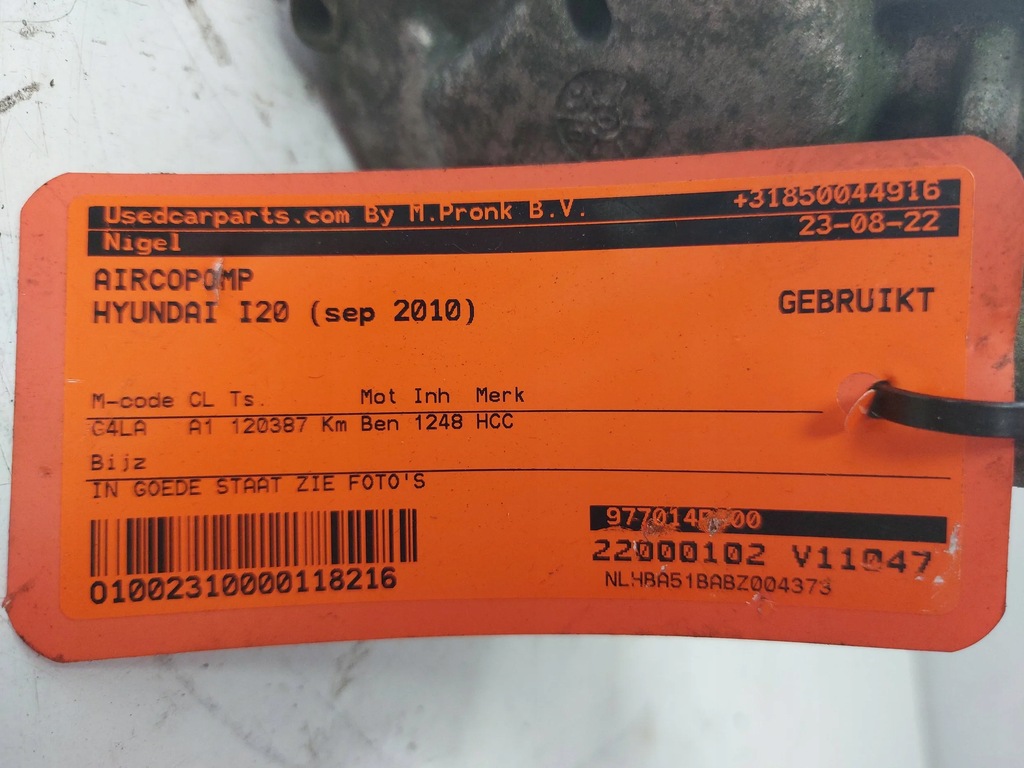 Usedcarparts.com By M.Pronk B.V. +31850044916
Nigel 23-08-22
AIRCOPOMP
HYUNDAI I20 (sep 2010) GEBRUIKT
M-code CL Ts. Mot Inh Merk
G4LA A1 120387 Km Ben 1248 HCC
Bijz
IN GOEDE STAAT ZIE FOTO'S
22000102 V11047
01002310000118216
NLHBA51BABZ004373